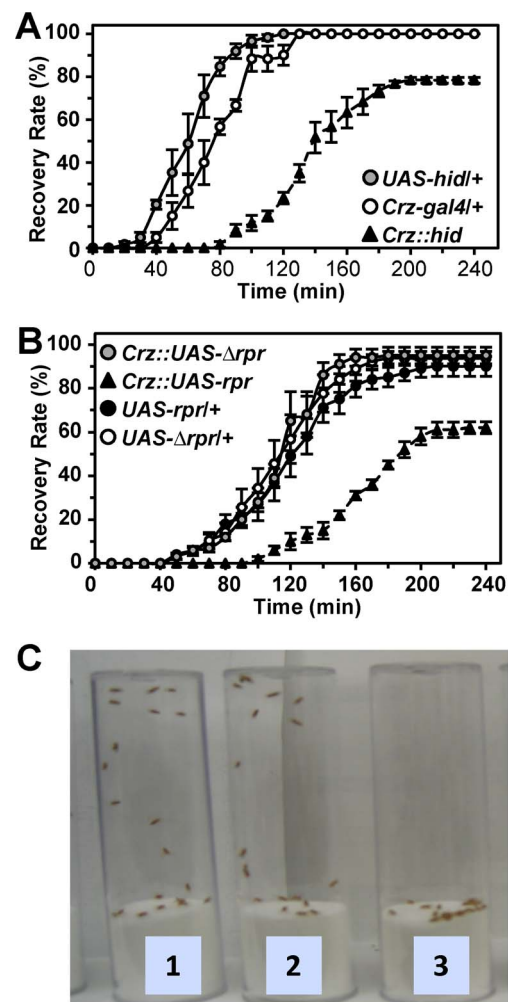 A
Recovery Rate (%)
100
80
60
40
20
0
UAS-hid/+
Crz-gal4/+
Crz::hid
0 40 80 120 160 200 240
Time (min)
B
Recovery Rate (%)
100
80
60
40
20
0
Crz::UAS-Δrpr
Crz::UAS-rpr
UAS-rpr/+
UAS-Δrpr/+
0 40 80 120 160 200 240
Time (min)
C
1 2 3